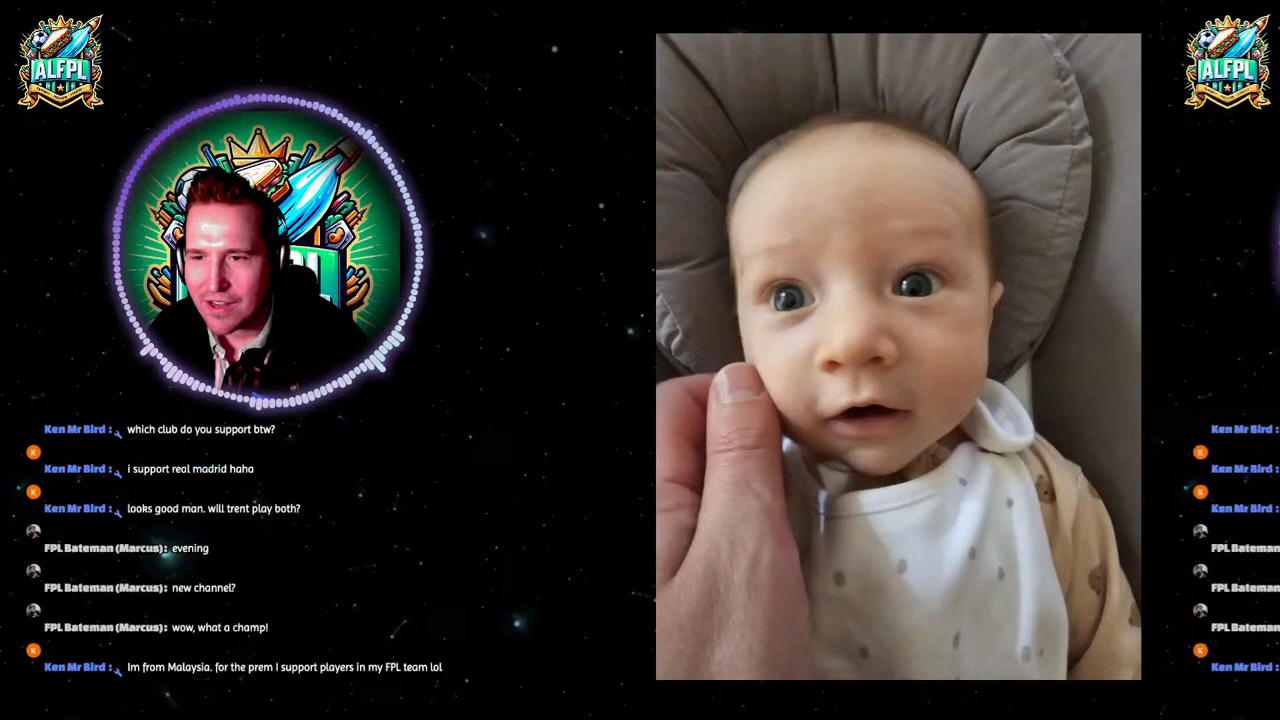 ALFPL
ALFPL
Ken Mr Bird : which club do you support btw?
K
Ken Mr Bird : i support real madrid haha
K
Ken Mr Bird : looks good man. will trent play both?
FPL Bateman (Marcus): evening
FPL Bateman (Marcus): new channel?
FPL Bateman (Marcus): wow, what a champ!
K
Ken Mr Bird : Im from Malaysia. for the prem I support players in my FPL team lol
Ken Mr Bird :
K
Ken Mr Bird :
K
Ken Mr Bird :
FPL Bateman
FPL Bateman
FPL Bateman
K
Ken Mr Bird :